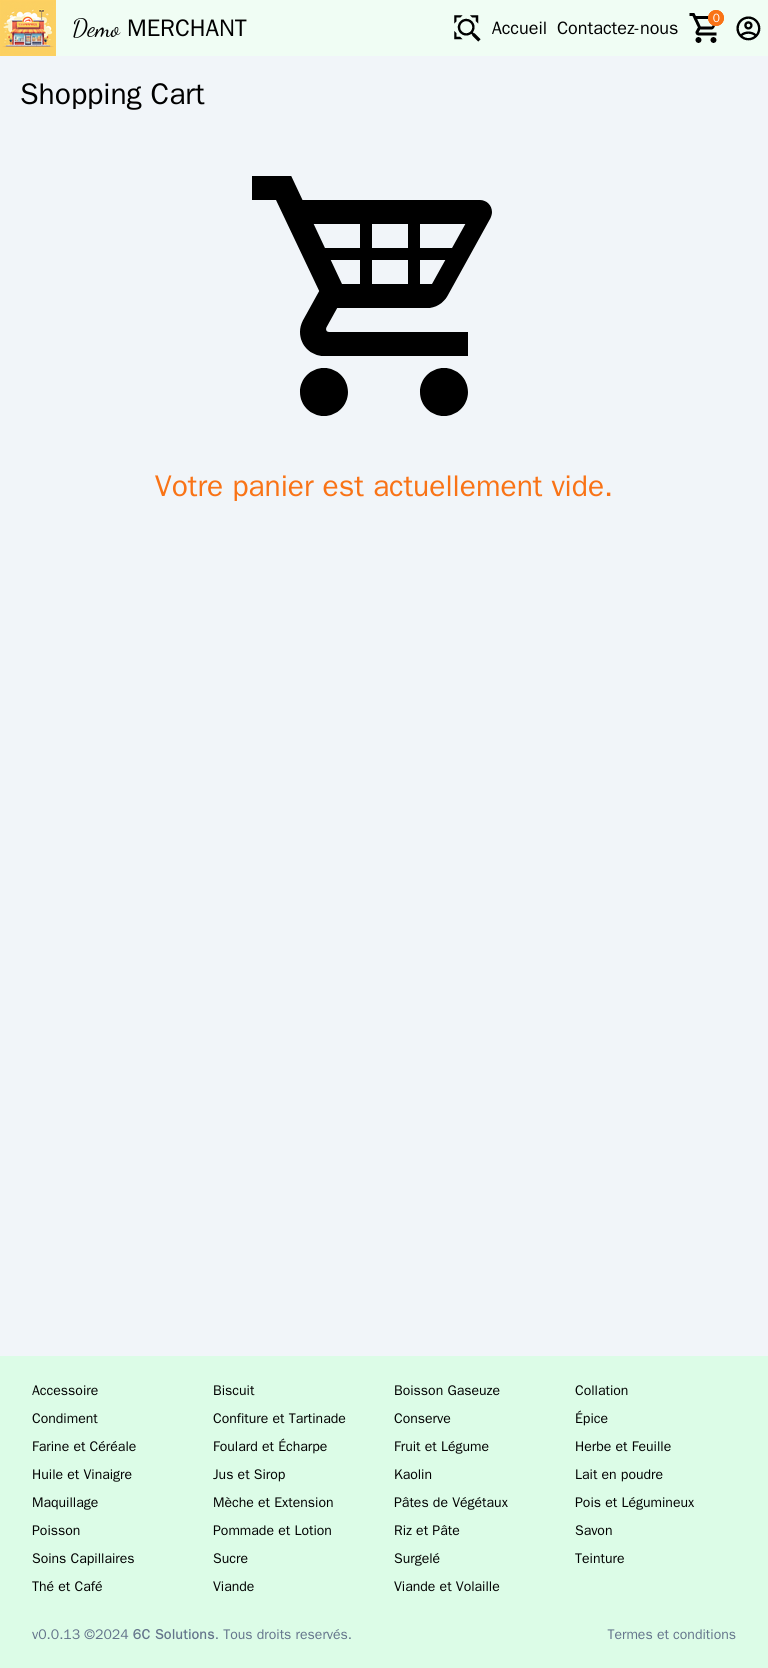 Demo MERCHANT Accueil Contactez-nous 0
Shopping Cart
Votre panier est actuellement vide.
Accessoire Biscuit Boisson Gaseuze Collation
Condiment Confiture et Tartinade Conserve Épice
Farine et Céréale Foulard et Écharpe Fruit et Légume Herbe et Feuille
Huile et Vinaigre Jus et Sirop Kaolin Lait en poudre
Maquillage Mèche et Extension Pâtes de Végétaux Pois et Légumineux
Poisson Pommade et Lotion Riz et Pâte Savon
Soins Capillaires Sucre Surgelé Teinture
Thé et Café Viande Viande et Volaille
v0.0.13 ©2024 6C Solutions. Tous droits reservés. Termes et conditions